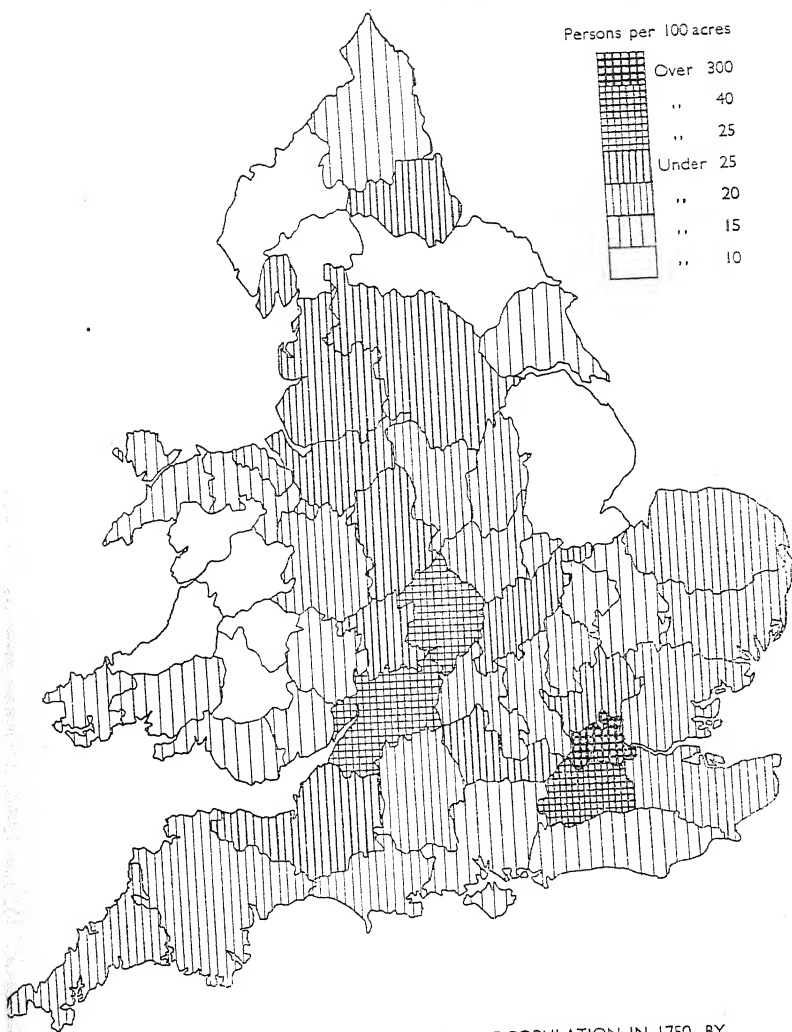 Persons per 100 acres
Over 300
,, 40
,, 25
Under 25
,, 20
,, 15
,, 10
POPULATION IN 1750, BY